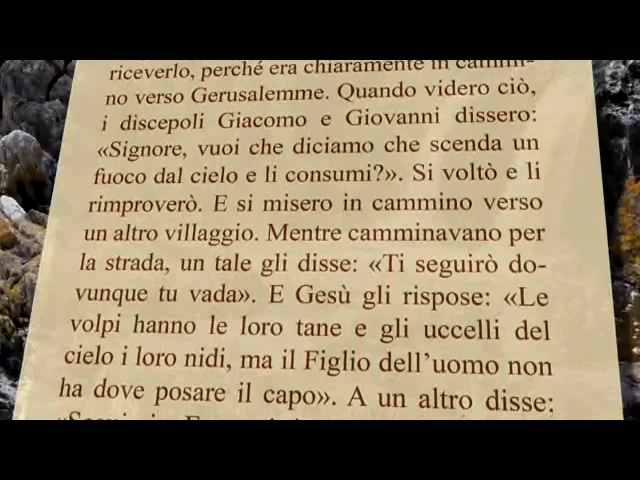 riceverlo, perché era chiaramente in cammi-
no verso Gerusalemme. Quando videro ciò,
i discepoli Giacomo e Giovanni dissero:
«Signore, vuoi che diciamo che scenda un
fuoco dal cielo e li consumi?». Si voltò e li
rimproverò. E si misero in cammino verso
un altro villaggio. Mentre camminavano per
la strada, un tale gli disse: «Ti seguirò do-
vunque tu vada». E Gesù gli rispose: «Le
volpi hanno le loro tane e gli uccelli del
cielo i loro nidi, ma il Figlio dell’uomo non
ha dove posare il capo». A un altro disse: